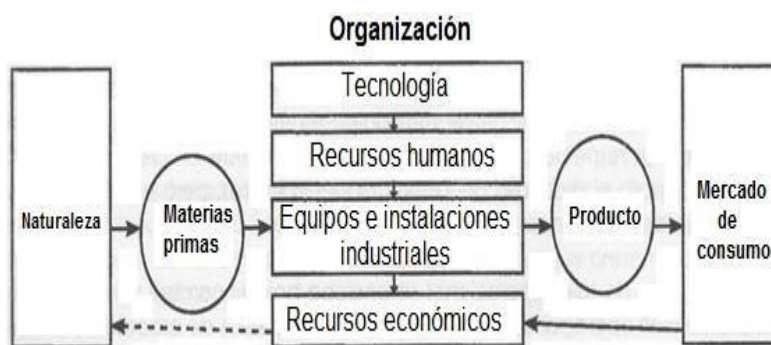 Organización
Tecnología
Recursos humanos
Naturaleza
Materias
primas
Equipos e instalaciones
industriales
Producto
Mercado
de
consumo
Recursos económicos